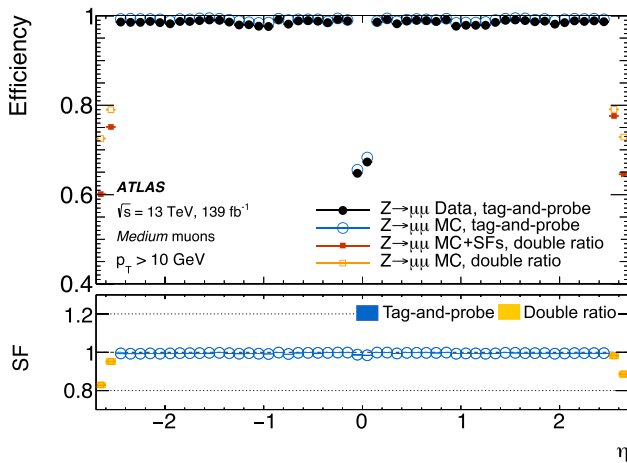 Efficiency
1
0.8
0.6
0.4
ATLAS
√s = 13 TeV, 139 fb-1
Medium muons
pT > 10 GeV
Z→μμ Data, tag-and-probe
Z→μμ MC, tag-and-probe
Z→μμ MC+SFs, double ratio
Z→μμ MC, double ratio
SF
1.2
1
0.8
Tag-and-probe
Double ratio
−2
−1
0
1
2
η